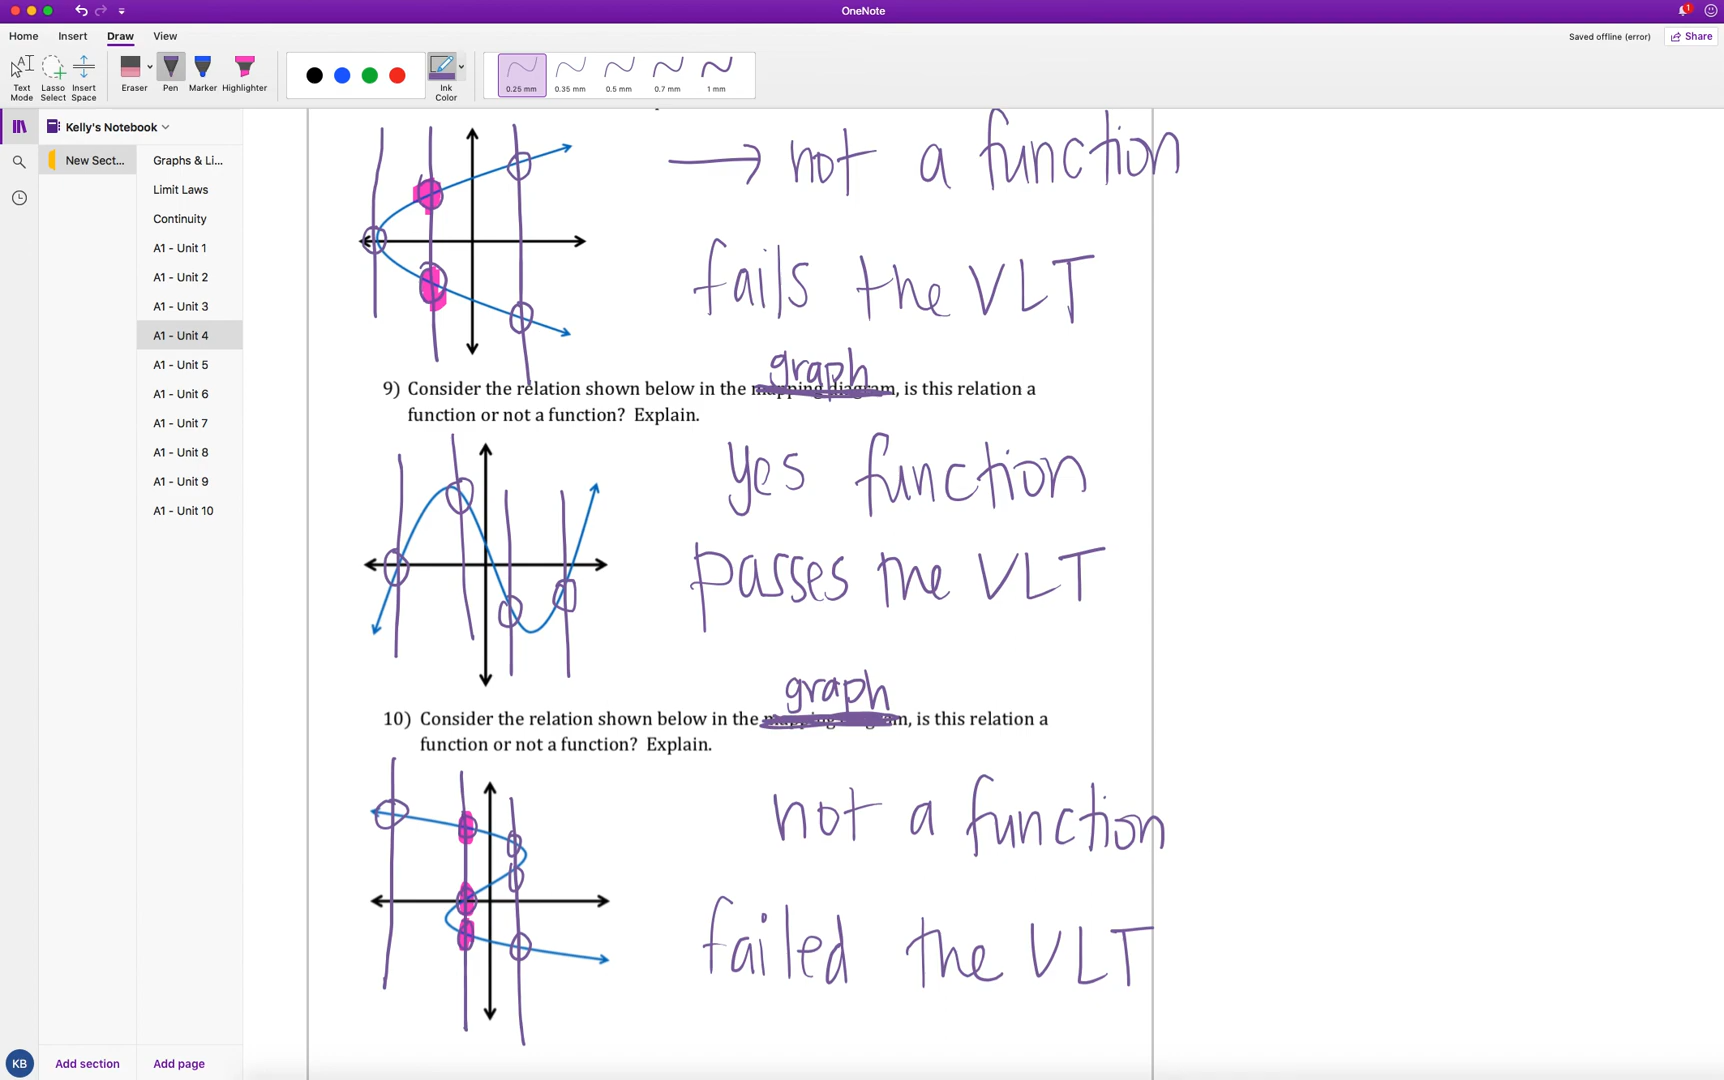 OneNote
1
Home Insert Draw View
Saved offline (error) Share
Text Mode
Lasso Select
Insert Space
Eraser
Pen
Marker
Highlighter
Ink Color
0.25 mm 0.35 mm 0.5 mm 0.7 mm 1 mm
Kelly's Notebook
New Sect...
Graphs & Li...
Limit Laws
Continuity
A1 - Unit 1
A1 - Unit 2
A1 - Unit 3
A1 - Unit 4
A1 - Unit 5
A1 - Unit 6
A1 - Unit 7
A1 - Unit 8
A1 - Unit 9
A1 - Unit 10
KB
Add section
Add page
→ not a function
fails the VLT
graph
9) Consider the relation shown below in the mapping diagram, is this relation a
function or not a function? Explain.
yes function
passes the VLT
graph
10) Consider the relation shown below in the mapping diagram, is this relation a
function or not a function? Explain.
not a function
failed the VLT